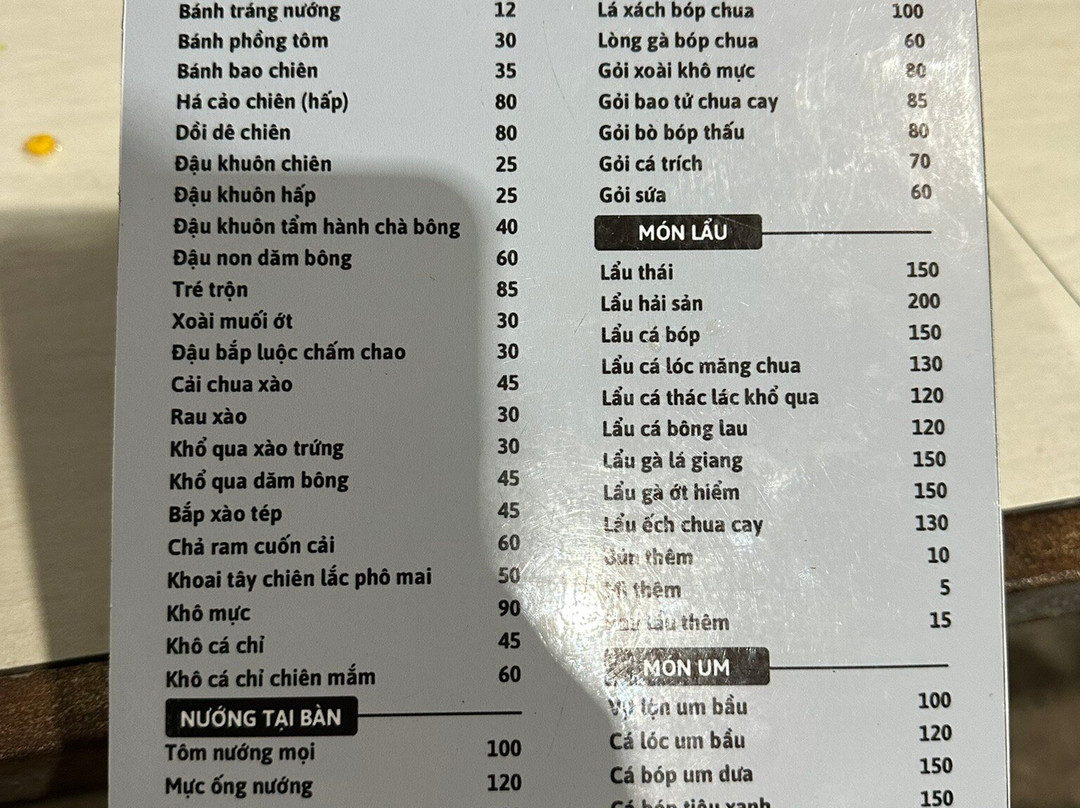 Bánh tráng nướng 12
Bánh phồng tôm 30
Bánh bao chiên 35
Há cảo chiên (hấp) 80
Dồi dê chiên 80
Đậu khuôn chiên 25
Đậu khuôn hấp 25
Đậu khuôn tẩm hành chà bông 40
Đậu non dăm bông 60
Tré trộn 85
Xoài muối ớt 30
Đậu bắp luộc chấm chao 30
Cải chua xào 45
Rau xào 30
Khổ qua xào trứng 30
Khổ qua dăm bông 45
Bắp xào tép 45
Chả ram cuốn cải 60
Khoai tây chiên lắc phô mai 50
Khô mực 90
Khô cá chỉ 45
Khô cá chỉ chiên mắm 60
NƯỚNG TẠI BÀN
Tôm nướng mọi 100
Mực ống nướng 120
Lá xách bóp chua 100
Lòng gà bóp chua 60
Gỏi xoài khô mực 80
Gỏi bao tử chua cay 85
Gỏi bò bóp thấu 80
Gỏi cá trích 70
Gỏi sứa 60
MÓN LẨU
Lẩu thái 150
Lẩu hải sản 200
Lẩu cá bóp 150
Lẩu cá lóc măng chua 130
Lẩu cá thác lác khổ qua 120
Lẩu cá bông lau 120
Lẩu gà lá giang 150
Lẩu gà ớt hiểm 150
Lẩu ếch chua cay 130
Bún thêm 10
Mì thêm 5
lẩu thêm 15
MÓN UM
lộn um bầu 100
Cá lóc um bầu 120
Cá bóp um dưa 150
Cá bóp tiêu xanh 150